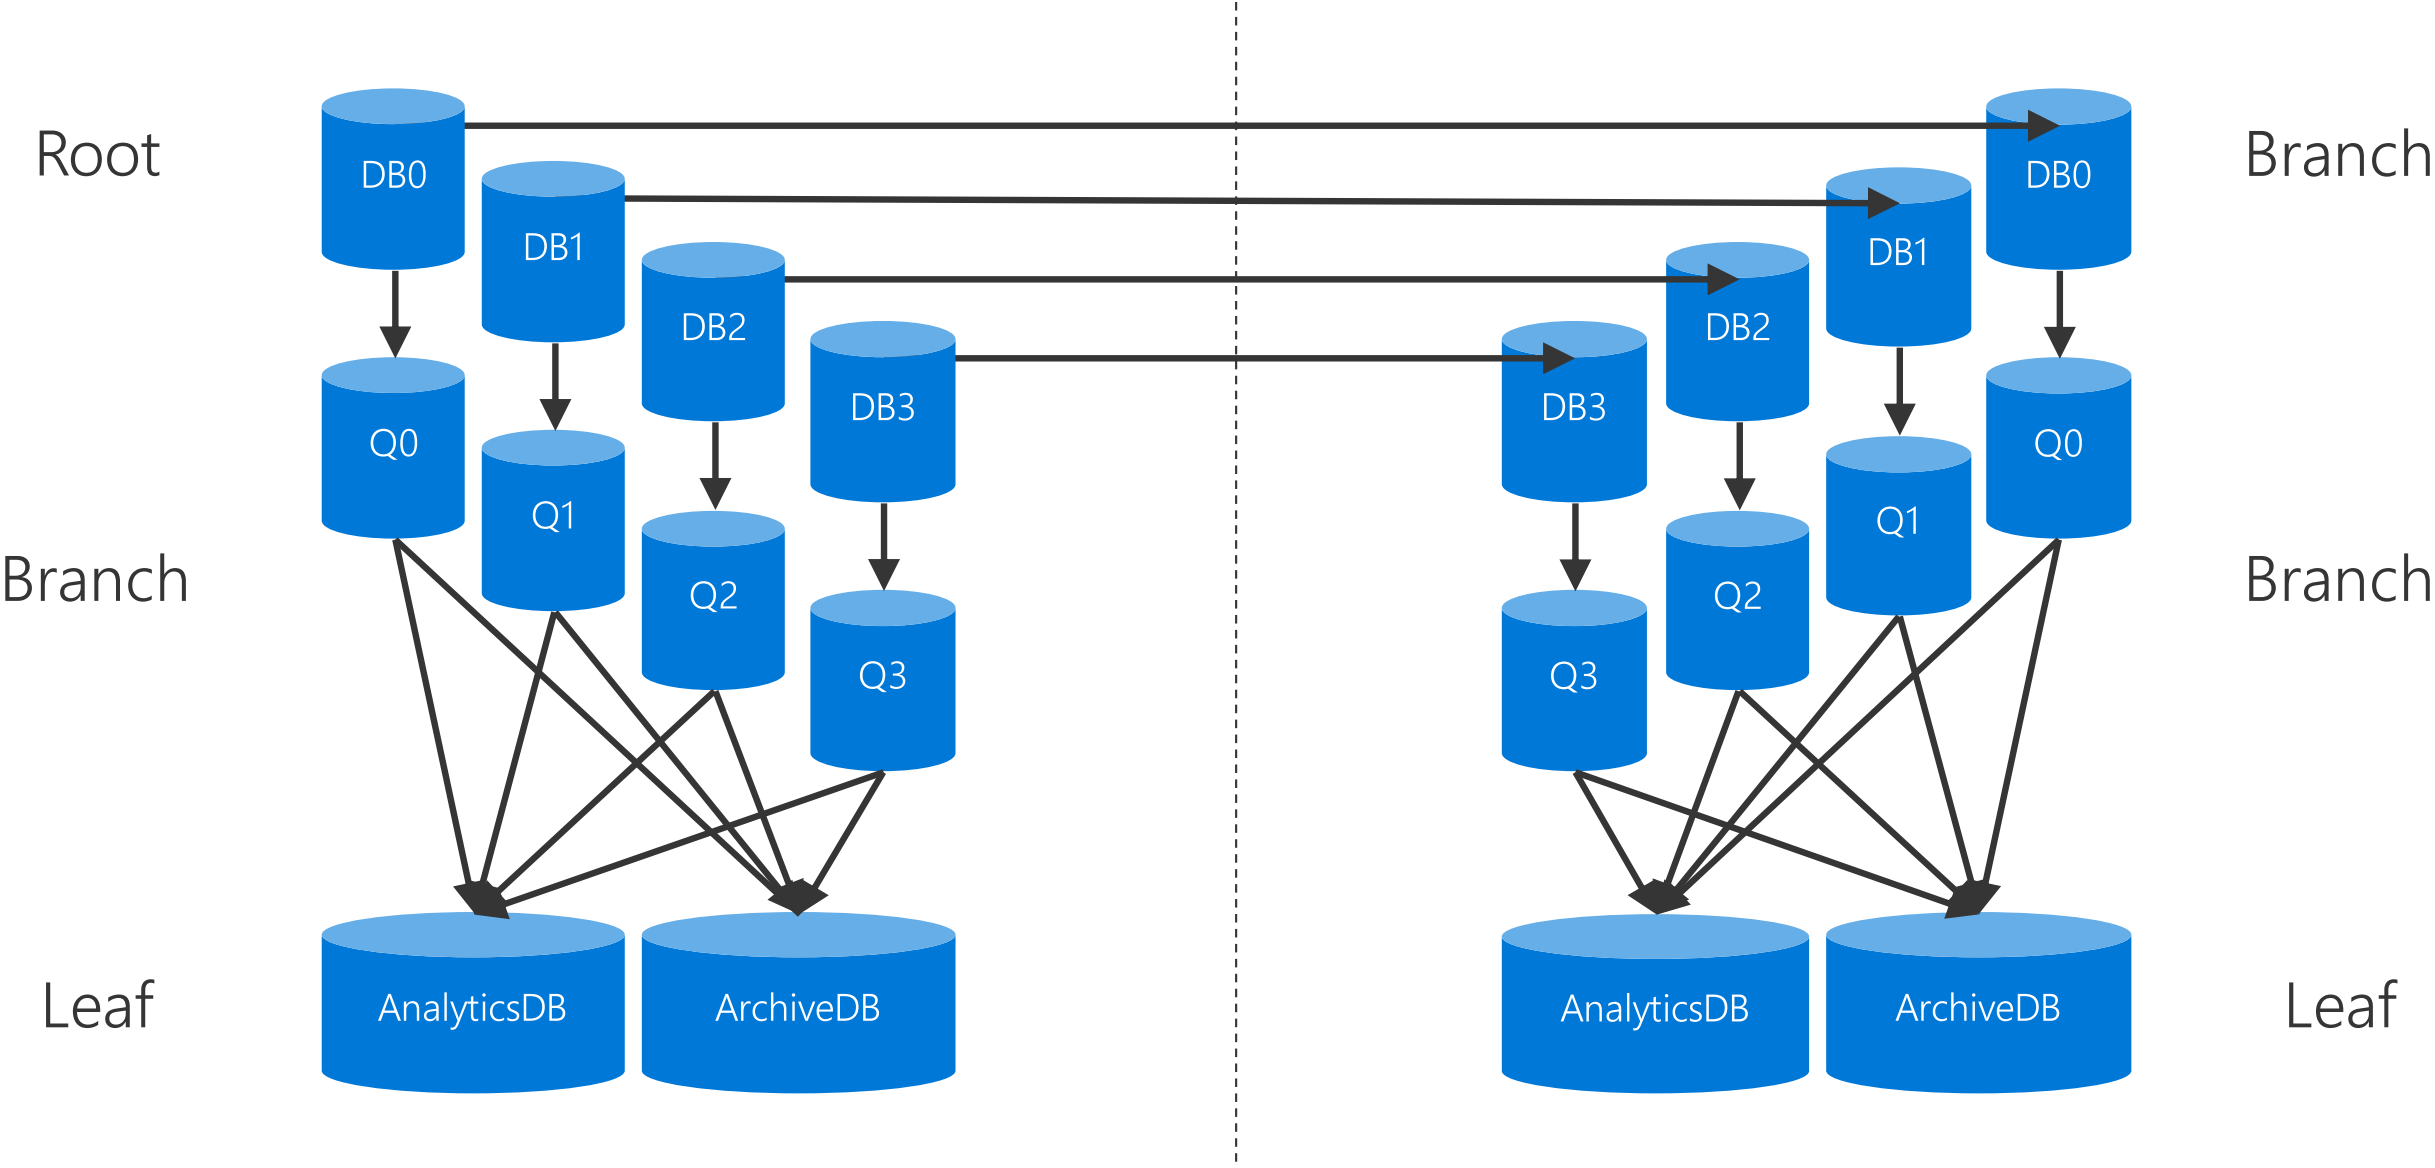 Root
DB0
DB1
DB2
DB3
Q0
Q1
Q2
Q3
Branch
Leaf
AnalyticsDB
ArchiveDB
Branch
DB0
DB1
DB2
DB3
Q0
Q1
Q2
Q3
Branch
AnalyticsDB
ArchiveDB
Leaf